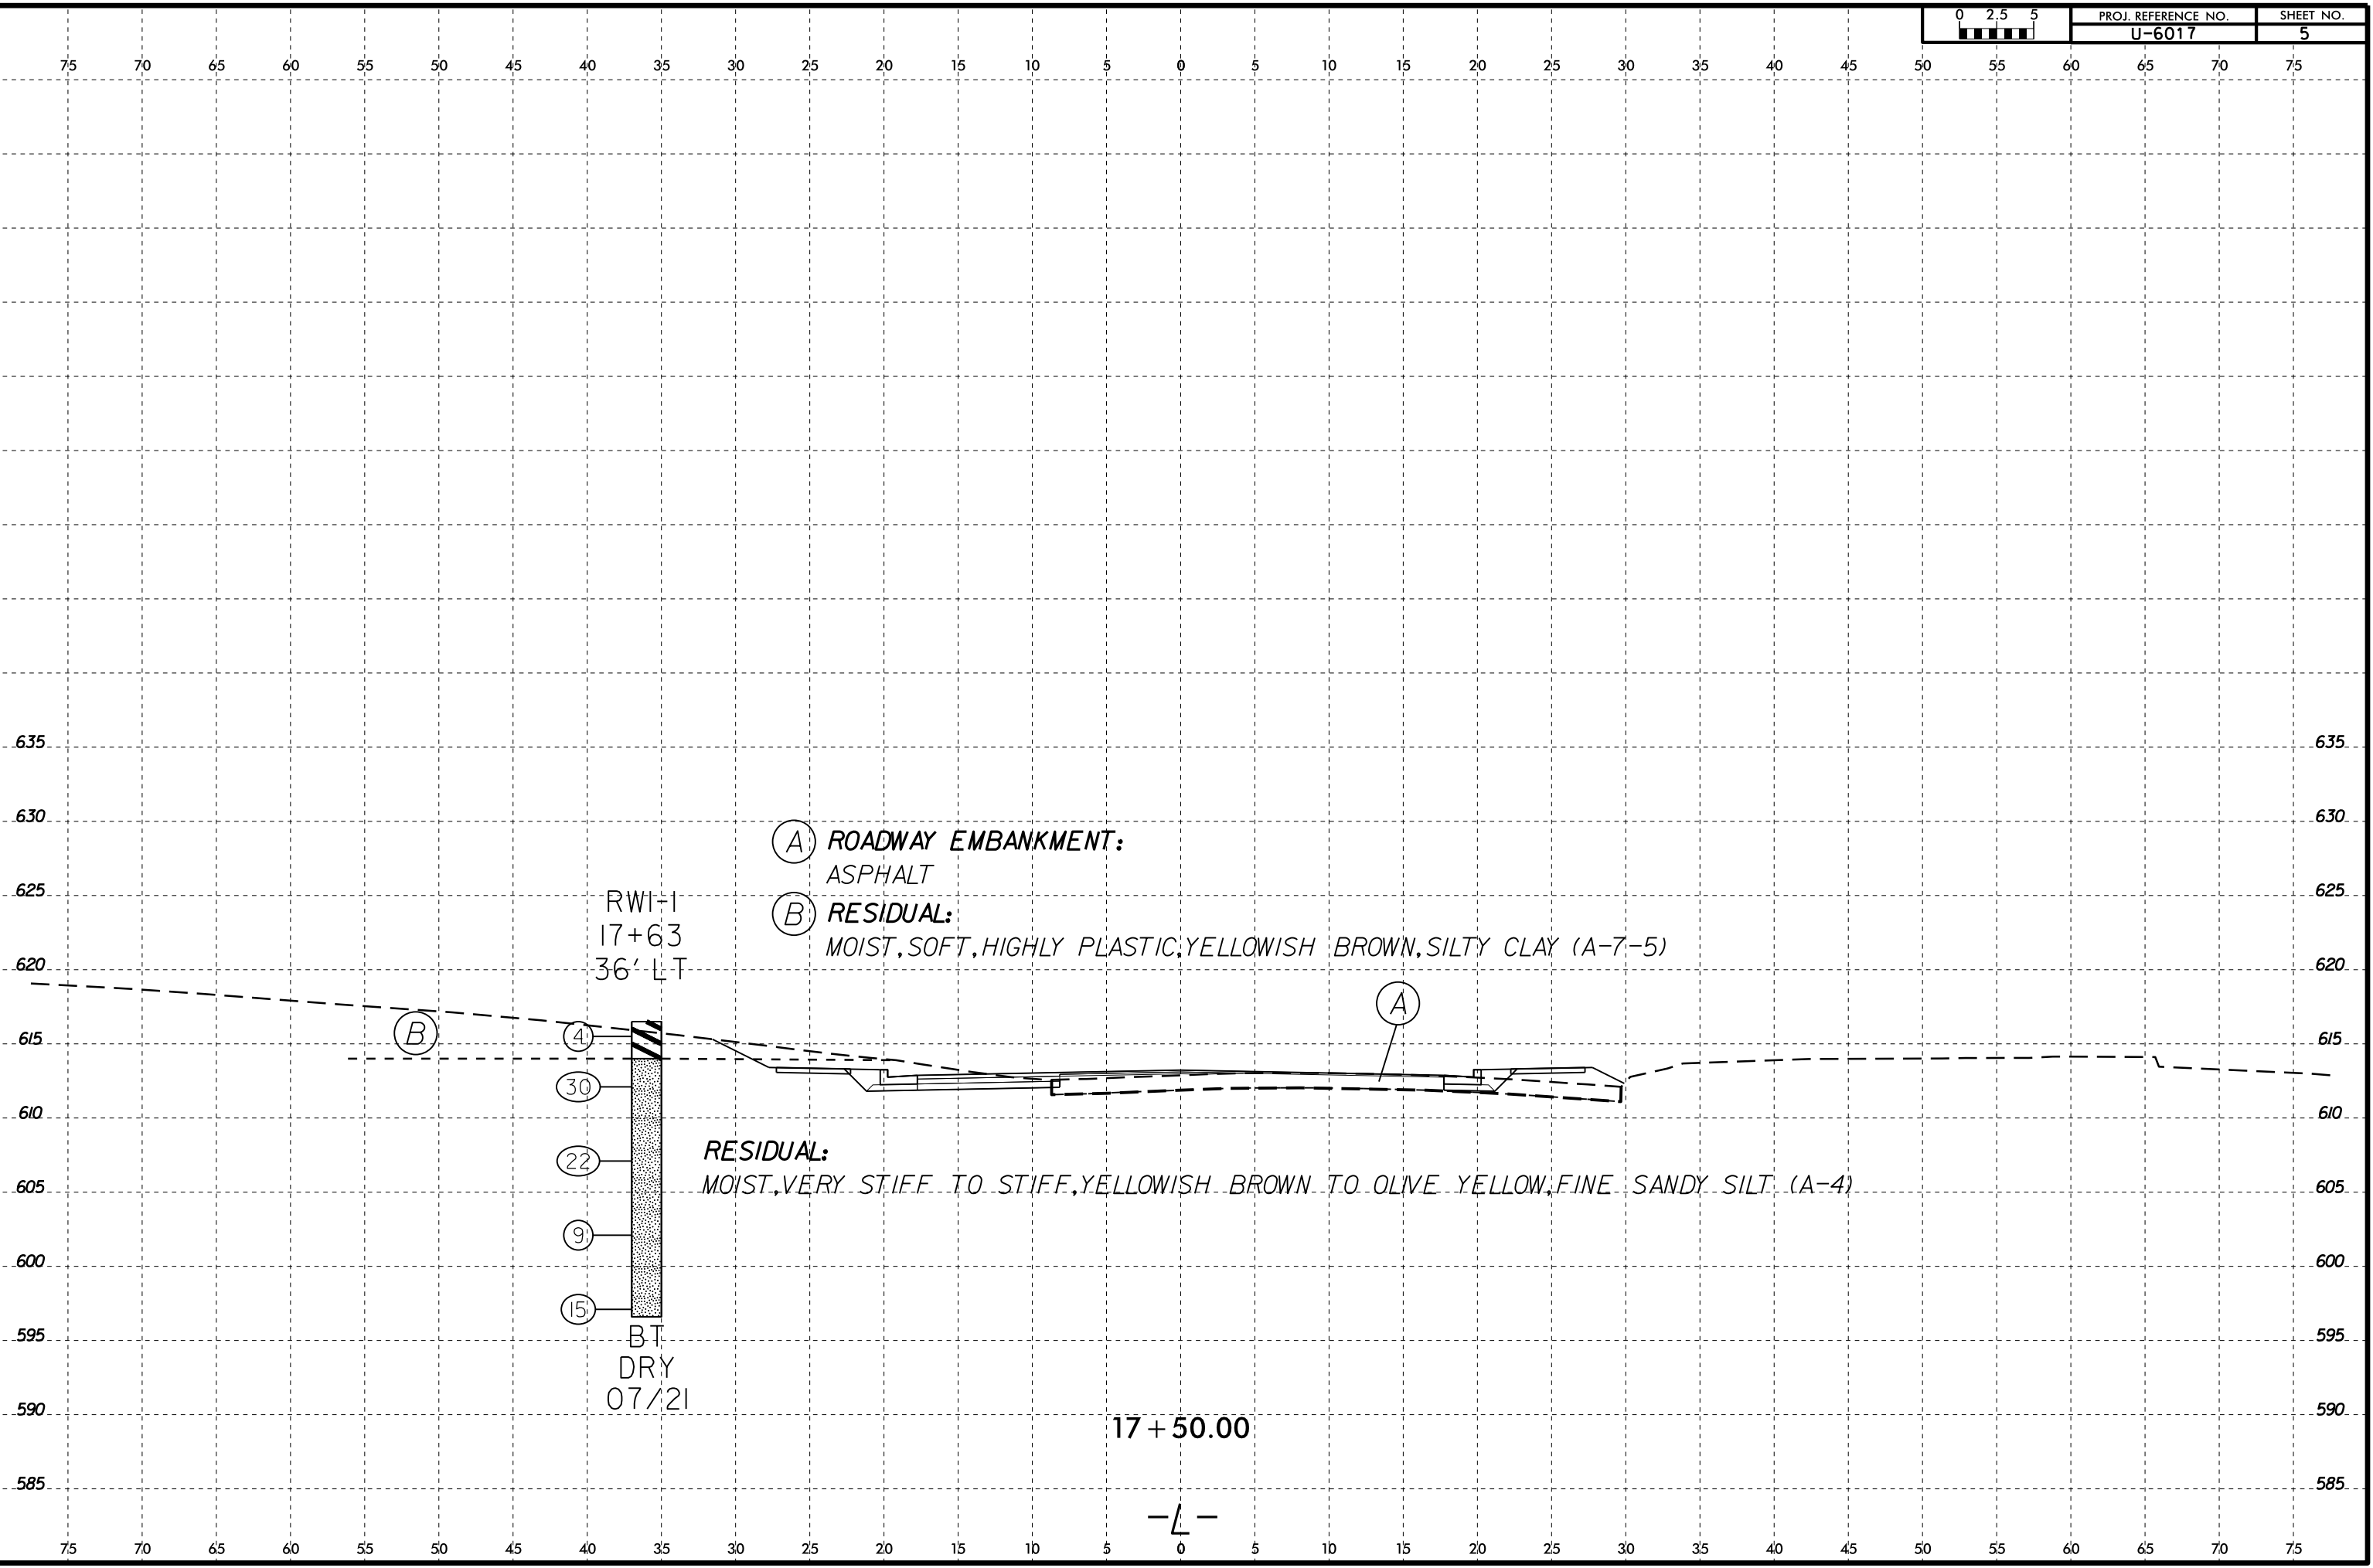 0 2.5 5
PROJ. REFERENCE NO.
SHEET NO.
U-6017
5
75 70 65 60 55 50 45 40 35 30 25 20 15 10 5 0 5 10 15 20 25 30 35 40 45 50 55 60 65 70 75
635 635
630 630
A ROADWAY EMBANKMENT:
ASPHALT
625 625
RWI-1
17+63
36' LT
B RESIDUAL:
MOIST,SOFT,HIGHLY PLASTIC,YELLOWISH BROWN,SILTY CLAY (A-7-5)
620 620
A
B
4
615 615
30
610 610
RESIDUAL:
22
MOIST,VERY STIFF TO STIFF,YELLOWISH BROWN TO OLIVE YELLOW,FINE SANDY SILT (A-4)
605 605
9
600 600
15
595 595
BT
DRY
07/21
590 590
17+50.00
585 585
-L-
75 70 65 60 55 50 45 40 35 30 25 20 15 10 5 0 5 10 15 20 25 30 35 40 45 50 55 60 65 70 75